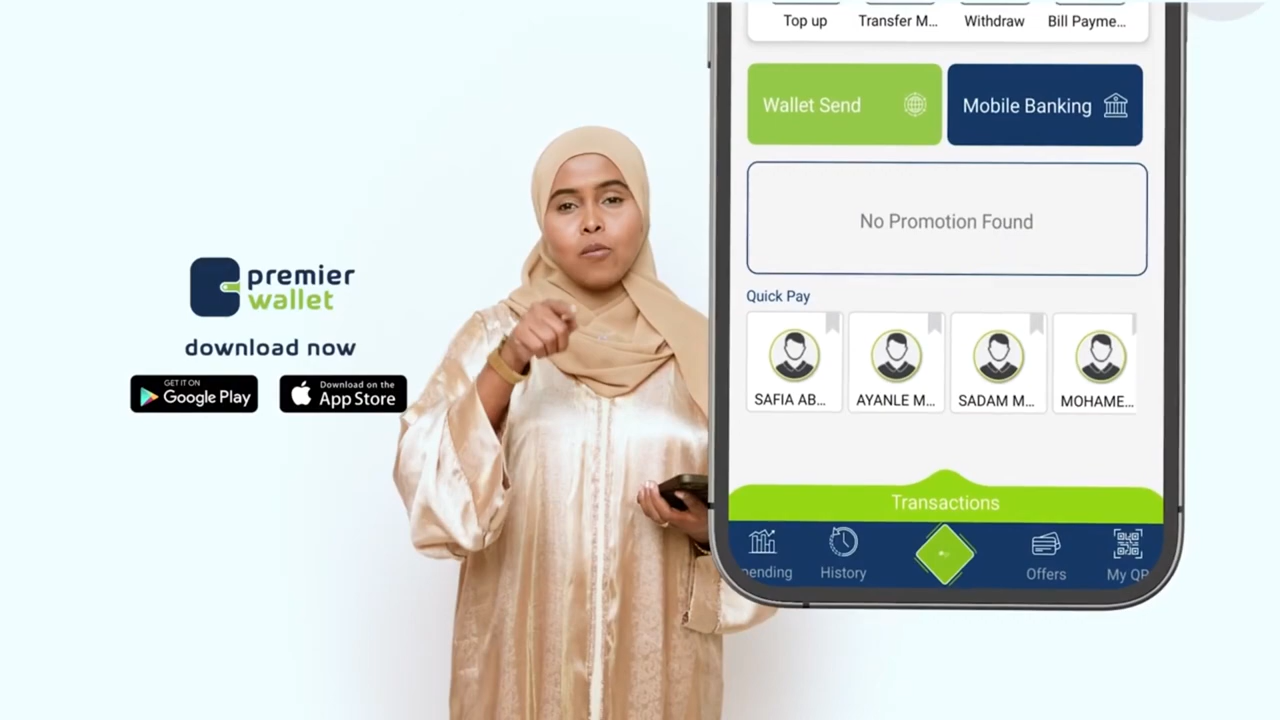 premier
wallet
download now
GET IT ON
Google Play
Download on the
App Store
Top up
Transfer M...
Withdraw
Bill Payme...
Wallet Send
Mobile Banking
No Promotion Found
Quick Pay
SAFIA AB...
AYANLE M...
SADAM M...
MOHAME...
Transactions
ending
History
Offers
My QR